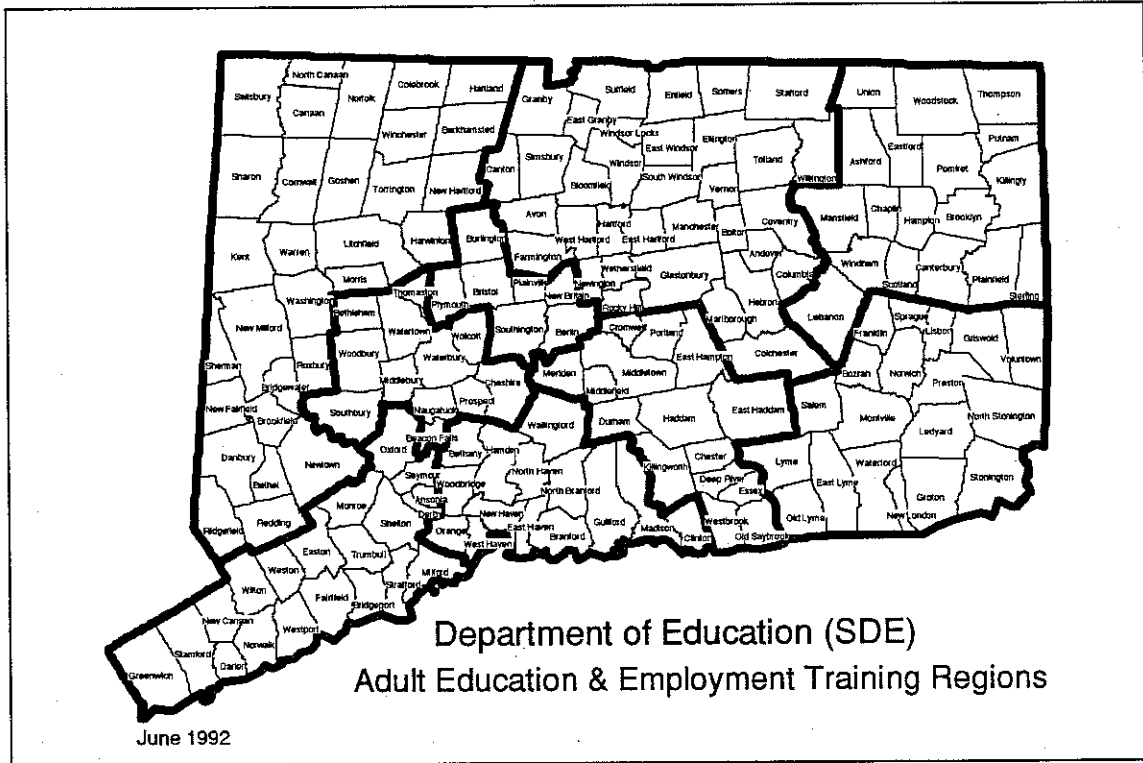 North Canaan
Colebrook
Hartland
Salisbury
Norfolk
Canaan
Winchester
Barkhamsted
Sharon
Cornwall
Goshen
Torrington
New Hartford
Granby
Suffield
Enfield
Somers
Stafford
Union
Woodstock
Thompson
East Granby
Windsor Locks
East Windsor
Ellington
Putnam
Eastford
Ashford
Canton
Simsbury
Windsor
Tolland
Willington
Pomfret
Killingly
Bloomfield
South Windsor
Vernon
Kent
Warren
Litchfield
Harwinton
Burlington
Avon
Hartford
Manchester
Bolton
Coventry
Mansfield
Chaplin
Hampton
Brooklyn
West Hartford
East Hartford
Farmington
Andover
Columbia
Windham
Scotland
Canterbury
Plainfield
Sterling
Morris
Thomaston
Plymouth
Bristol
Plainville
New Britain
Newington
Wethersfield
Glastonbury
Rocky Hill
Hebron
Marlborough
Lebanon
Washington
Bethlehem
Watertown
Wolcott
Southington
Berlin
Cromwell
Portland
East Hampton
Colchester
Franklin
Sprague
Lisbon
Griswold
Voluntown
New Milford
Roxbury
Woodbury
Waterbury
Middlebury
Cheshire
Prospect
Meriden
Middletown
Middlefield
Bozrah
Norwich
Preston
Sherman
Bridgewater
New Fairfield
Brookfield
Southbury
Naugatuck
Beacon Falls
Wallingford
Durham
Haddam
East Haddam
Salem
Montville
Ledyard
North Stonington
Danbury
Newtown
Bethel
Oxford
Bethany
Hamden
Seymour
Woodbridge
North Haven
Killingworth
Chester
Deep River
Essex
Lyme
East Lyme
Waterford
Groton
Stonington
Ridgefield
Redding
Monroe
Ansonia
Derby
Shelton
New Haven
North Branford
Guilford
Madison
Clinton
Westbrook
Old Saybrook
Old Lyme
New London
Orange
West Haven
East Haven
Branford
Easton
Trumbull
Weston
Wilton
Milford
Stratford
Fairfield
Bridgeport
New Canaan
Westport
Norwalk
Stamford
Darien
Greenwich
Department of Education (SDE)
Adult Education & Employment Training Regions
June 1992